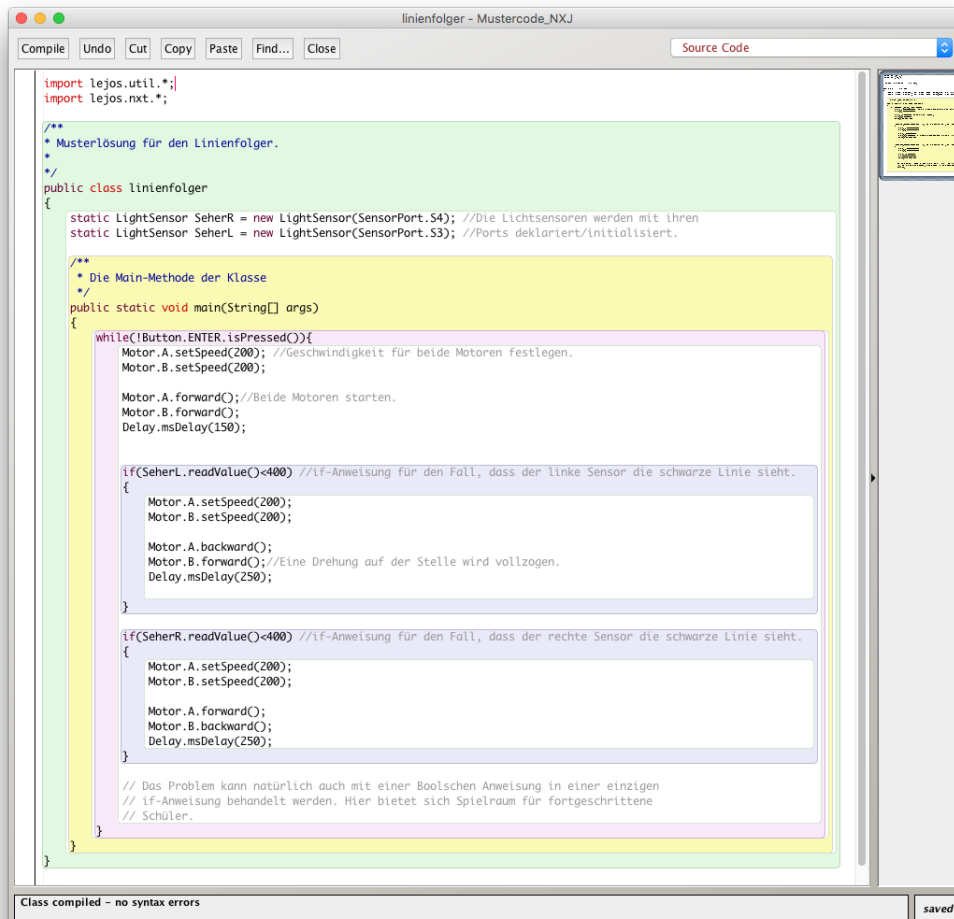 linienfolger - Mustercode_NXJ
Compile Undo Cut Copy Paste Find... Close Source Code
import lejos.util.*;
import lejos.nxt.*;
/**
* Musterlösung für den Linienfolger.
*
*/
public class linienfolger
{
static LightSensor SeherR = new LightSensor(SensorPort.S4); //Die Lichtsensoren werden mit ihren
static LightSensor SeherL = new LightSensor(SensorPort.S3); //Ports deklariert/initialisiert.
/**
* Die Main-Methode der Klasse
*/
public static void main(String[] args)
{
while(!Button.ENTER.isPressed()){
Motor.A.setSpeed(200); //Geschwindigkeit für beide Motoren festlegen.
Motor.B.setSpeed(200);
Motor.A.forward();//Beide Motoren starten.
Motor.B.forward();
Delay.msDelay(150);
if(SeherL.readValue()<400) //if-Anweisung für den Fall, dass der linke Sensor die schwarze Linie sieht.
{
Motor.A.setSpeed(200);
Motor.B.setSpeed(200);
Motor.A.backward();
Motor.B.forward();//Eine Drehung auf der Stelle wird vollzogen.
Delay.msDelay(250);
}
if(SeherR.readValue()<400) //if-Anweisung für den Fall, dass der rechte Sensor die schwarze Linie sieht.
{
Motor.A.setSpeed(200);
Motor.B.setSpeed(200);
Motor.A.forward();
Motor.B.backward();
Delay.msDelay(250);
}
// Das Problem kann natürlich auch mit einer Boolschen Anweisung in einer einzigen
// if-Anweisung behandelt werden. Hier bietet sich Spielraum für fortgeschrittene
// Schüler.
}
}
}
Class compiled - no syntax errors
saved